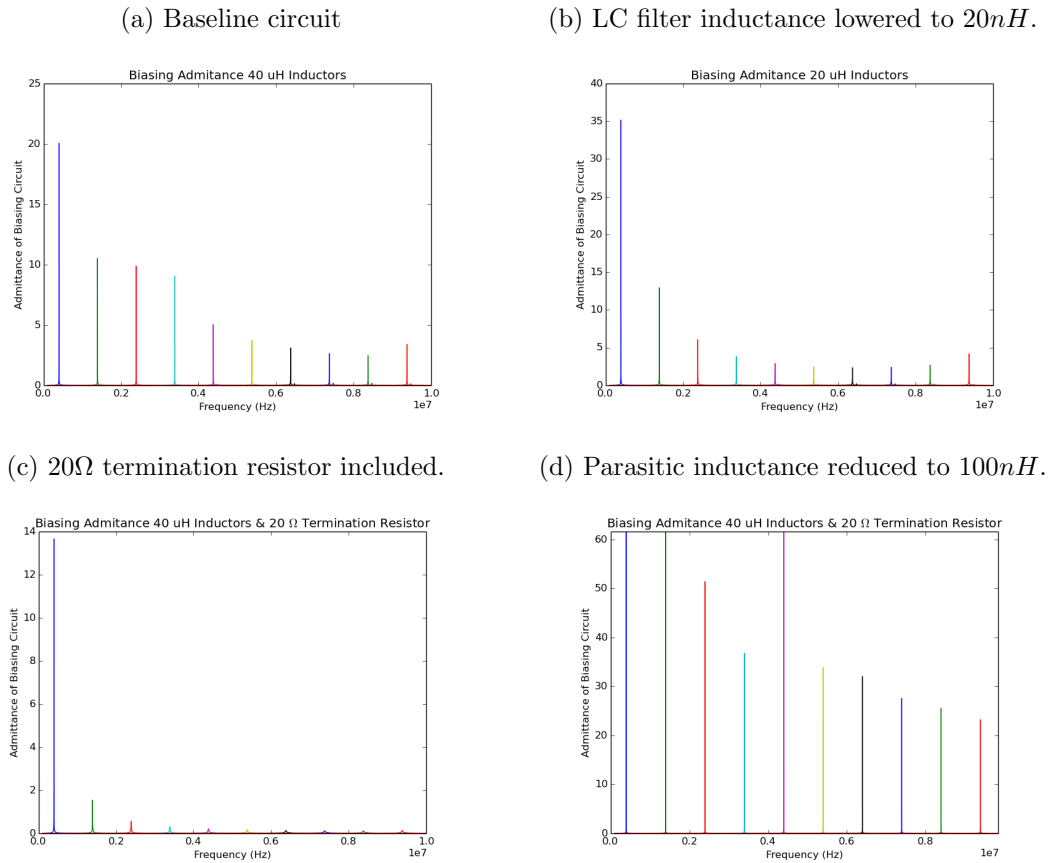 (a) Baseline circuit
(b) LC filter inductance lowered to 20nH.
Biasing Admitance 40 uH Inductors
25
20
15
10
5
0
Admittance of Biasing Circuit
0.0 0.2 0.4 0.6 0.8 1.0
1e7
Frequency (Hz)
Biasing Admitance 20 uH Inductors
40
35
30
25
20
15
10
5
0
Admittance of Biasing Circuit
0.0 0.2 0.4 0.6 0.8 1.0
1e7
Frequency (Hz)
(c) 20Ω termination resistor included.
(d) Parasitic inductance reduced to 100nH.
Biasing Admitance 40 uH Inductors & 20 Ω Termination Resistor
14
12
10
8
6
4
2
0
Admittance of Biasing Circuit
0.0 0.2 0.4 0.6 0.8 1.0
1e7
Frequency (Hz)
Biasing Admitance 40 uH Inductors & 20 Ω Termination Resistor
60
50
40
30
20
10
0
Admittance of Biasing Circuit
0.0 0.2 0.4 0.6 0.8
1e7
Frequency (Hz)